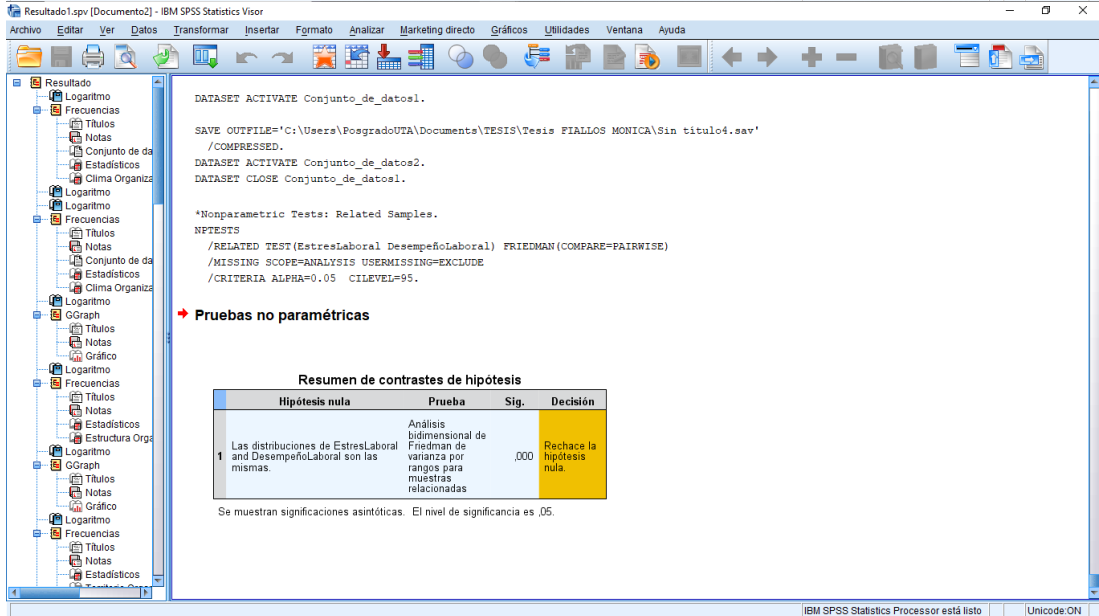 Resultado1.spv [Documento2] - IBM SPSS Statistics Visor
Archivo Editar Ver Datos Transformar Insertar Formato Analizar Marketing directo Gráficos Utilidades Ventana Ayuda
Resultado
Logaritmo
Frecuencias
Títulos
Notas
Conjunto de da
Estadísticos
Clima Organiza
Logaritmo
Logaritmo
Frecuencias
Títulos
Notas
Conjunto de da
Estadísticos
Clima Organiza
Logaritmo
GGraph
Títulos
Notas
Gráfico
Logaritmo
Frecuencias
Títulos
Notas
Estadísticos
Estructura Orga
Logaritmo
GGraph
Títulos
Notas
Gráfico
Logaritmo
Frecuencias
Títulos
Notas
Estadísticos
DATASET ACTIVATE Conjunto_de_datos1.
SAVE OUTFILE='C:\Users\PosgradoUTA\Documents\TESIS\Tesis FIALLOS MONICA\Sin título4.sav'
/COMPRESSED.
DATASET ACTIVATE Conjunto_de_datos2.
DATASET CLOSE Conjunto_de_datos1.
*Nonparametric Tests: Related Samples.
NPTESTS
/RELATED TEST(EstresLaboral DesempeñoLaboral) FRIEDMAN(COMPARE=PAIRWISE)
/MISSING SCOPE=ANALYSIS USERMISSING=EXCLUDE
/CRITERIA ALPHA=0.05 CILEVEL=95.
Pruebas no paramétricas
Resumen de contrastes de hipótesis
Hipótesis nula Prueba Sig. Decisión
1
Las distribuciones de EstresLaboral
and DesempeñoLaboral son las
mismas.
Análisis
bidimensional de
Friedman de
varianza por
rangos para
muestras
relacionadas
,000
Rechace la
hipótesis
nula.
Se muestran significaciones asintóticas. El nivel de significancia es ,05.
IBM SPSS Statistics Processor está listo
Unicode:ON